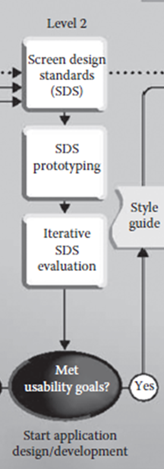 Level 2
Screen design
standards
(SDS)
SDS
prototyping
Iterative
SDS
evaluation
Style
guide
Met
usability goals?
Yes
Start application
design/development